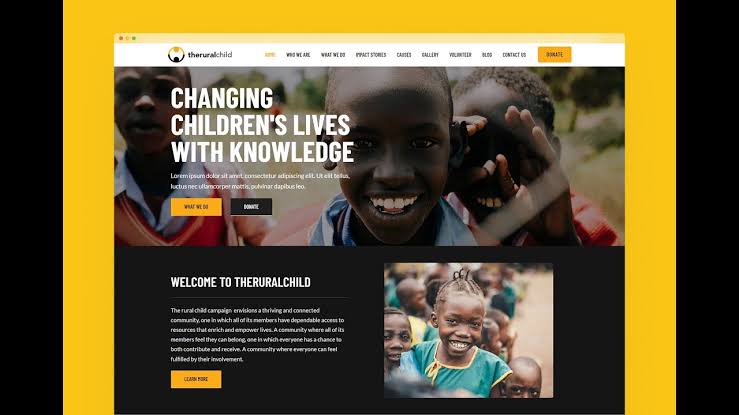 theruralchild
HOME WHO WE ARE WHAT WE DO IMPACT STORIES CAUSES GALLERY VOLUNTEER BLOG CONTACT US DONATE
CHANGING
CHILDREN'S LIVES
WITH KNOWLEDGE
Lorem ipsum dolor sit amet, consectetur adipiscing elit. Ut elit tellus,
luctus nec ullamcorper mattis, pulvinar dapibus leo.
WHAT WE DO DONATE
WELCOME TO THERURALCHILD
The rural child campaign envisions a thriving and connected
community, one in which all of its members have dependable access to
resources that enrich and empower lives. A community where all of its
members feel they can belong, one in which everyone has a chance to
both contribute and receive. A community where everyone can feel
fulfilled by their involvement.
LEARN MORE